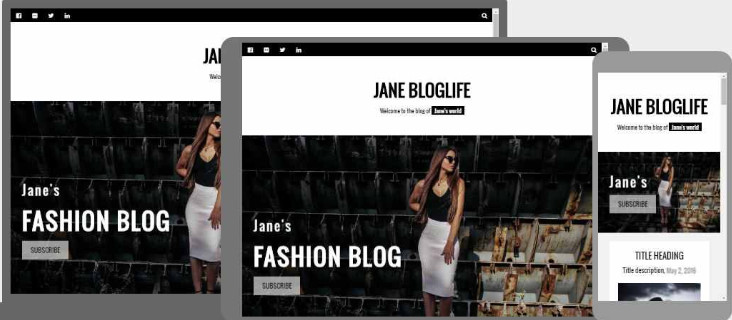 JA
Welc
Jane's
FASHION BLOG
SUBSCRIBE
JANE BLOGLIFE
Welcome to the blog of Jane's world
Jane's
FASHION BLOG
SUBSCRIBE
JANE BLOGLIFE
Welcome to the blog of Jane's world
Jane's
SUBSCRIBE
TITLE HEADING
Title description, May 2, 2016